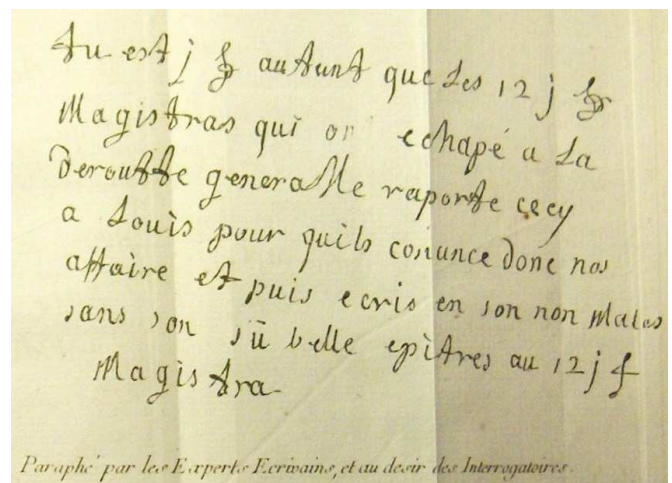 tu est j f autant que les 12 j f
Magistras qui on echapé a la
deroutte generalle raporte cecy
a Louis pour quils conunce donc nos
affaire et puis ecris en son non mais
sans son sü belle epitres au 12 j f
Magistra
Paraphé par les Experts Ecrivains, et au desir des Interrogatoires.